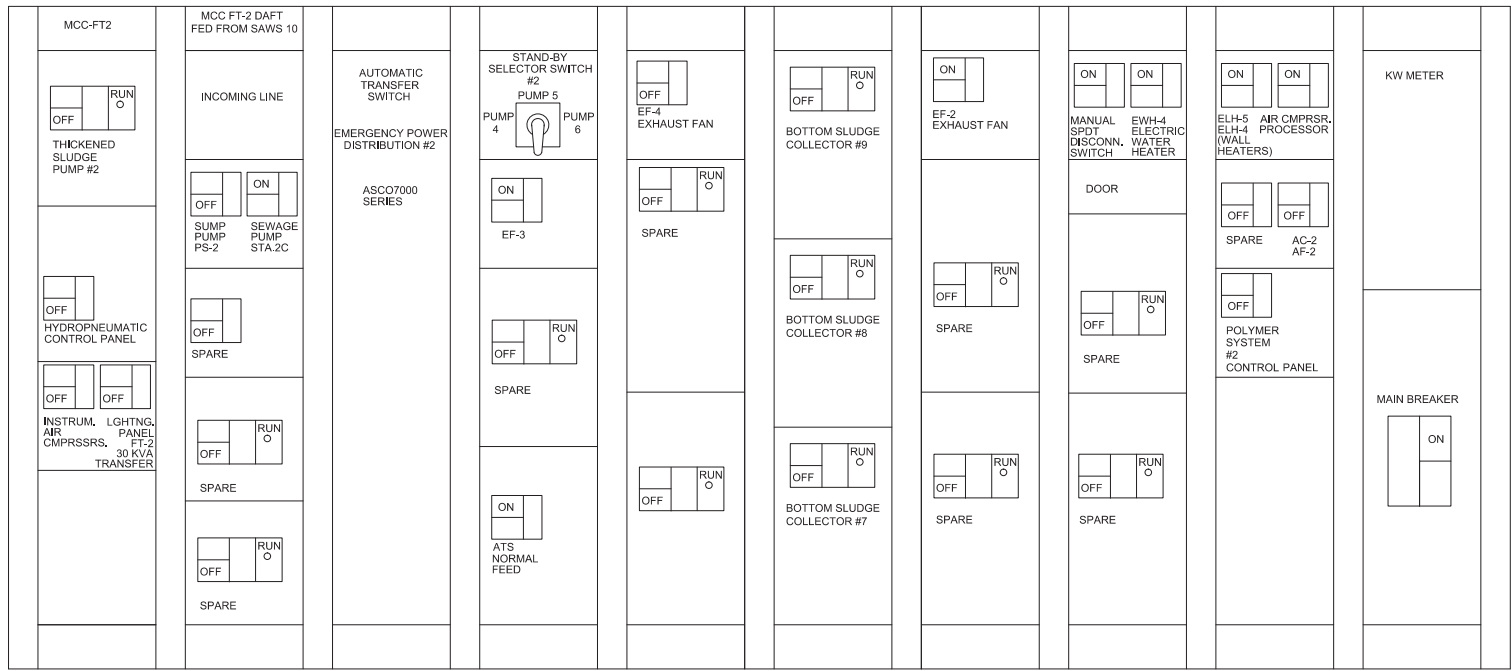 MCC-FT2
RUN
OFF
THICKENED
SLUDGE
PUMP #2
OFF
HYDROPNEUMATIC
CONTROL PANEL
OFF
OFF
INSTRUM.
AIR
CMPRSSRS.
LGHTNG.
PANEL
FT-2
30 KVA
TRANSFER
MCC FT-2 DAFT
FED FROM SAWS 10
INCOMING LINE
OFF
ON
SUMP
PUMP
PS-2
SEWAGE
PUMP
STA.2C
OFF
SPARE
RUN
OFF
SPARE
RUN
OFF
SPARE
AUTOMATIC
TRANSFER
SWITCH
EMERGENCY POWER
DISTRIBUTION #2
ASCO7000
SERIES
STAND-BY
SELECTOR SWITCH
#2
PUMP 5
PUMP
4
PUMP
6
ON
EF-3
RUN
OFF
SPARE
ON
ATS
NORMAL
FEED
OFF
EF-4
EXHAUST FAN
RUN
OFF
SPARE
RUN
OFF
RUN
OFF
BOTTOM SLUDGE
COLLECTOR #9
RUN
OFF
BOTTOM SLUDGE
COLLECTOR #8
RUN
OFF
BOTTOM SLUDGE
COLLECTOR #7
ON
EF-2
EXHAUST FAN
RUN
OFF
SPARE
RUN
OFF
SPARE
ON
ON
MANUAL
SPDT
DISCONN.
SWITCH
EWH-4
ELECTRIC
WATER
HEATER
DOOR
RUN
OFF
SPARE
RUN
OFF
SPARE
ON
ON
ELH-5
ELH-4
(WALL
HEATERS)
AIR CMPRSR.
PROCESSOR
OFF
OFF
SPARE
AC-2
AF-2
OFF
POLYMER
SYSTEM
#2
CONTROL PANEL
KW METER
MAIN BREAKER
ON